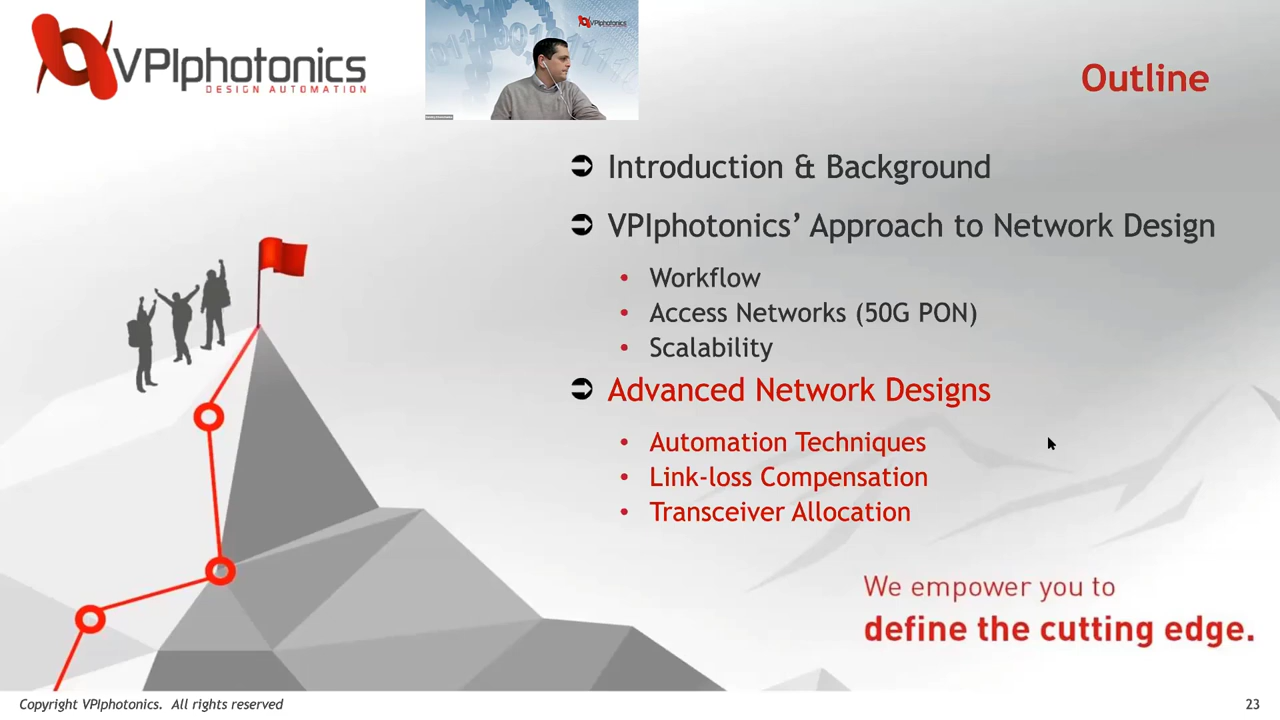 VPIphotonics
DESIGN AUTOMATION
VPIphotonics
Outline
Introduction & Background
VPIphotonics’ Approach to Network Design
• Workflow
• Access Networks (50G PON)
• Scalability
Advanced Network Designs
• Automation Techniques
• Link-loss Compensation
• Transceiver Allocation
We empower you to
define the cutting edge.
Copyright VPIphotonics. All rights reserved
23